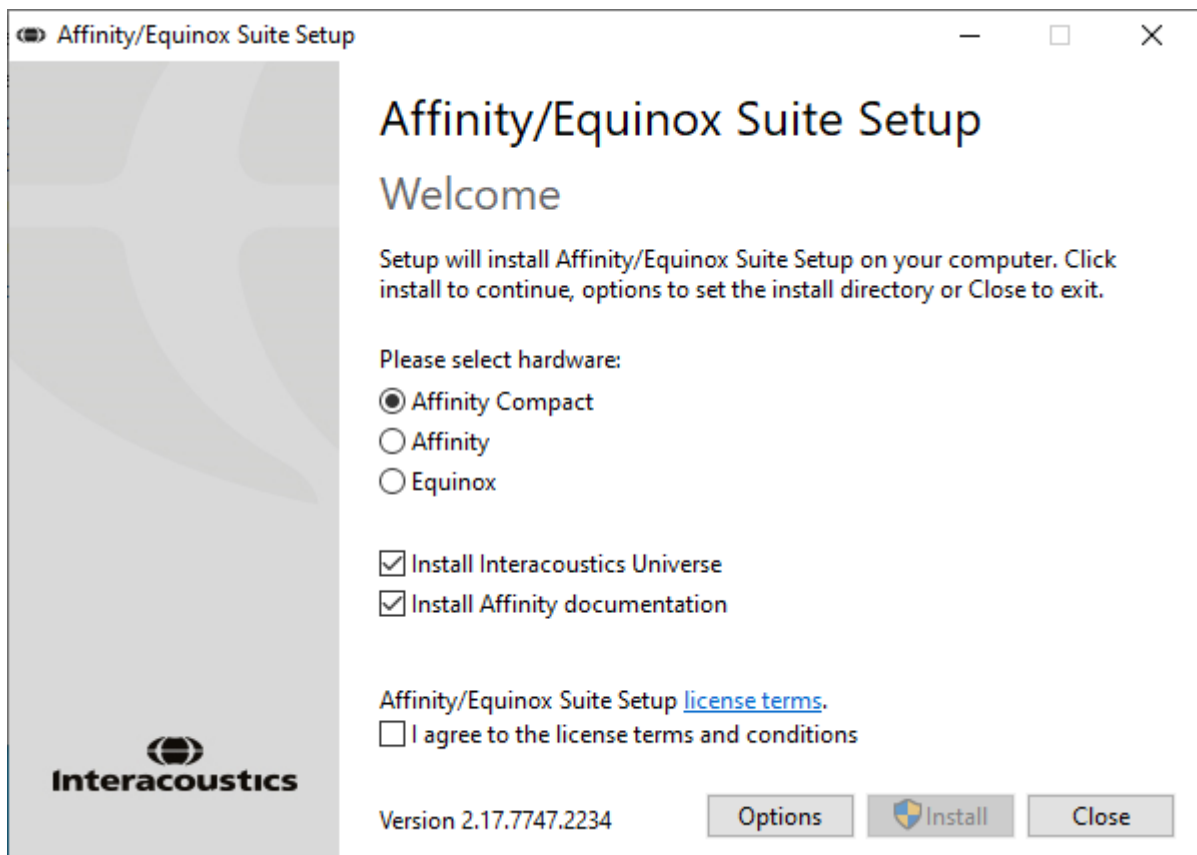 Affinity/Equinox Suite Setup
Affinity/Equinox Suite Setup
Welcome
Setup will install Affinity/Equinox Suite Setup on your computer. Click
install to continue, options to set the install directory or Close to exit.
Please select hardware:
Affinity Compact
Affinity
Equinox
Install Interacoustics Universe
Install Affinity documentation
Affinity/Equinox Suite Setup license terms.
I agree to the license terms and conditions
Interacoustics
Version 2.17.7747.2234
Options
Install
Close